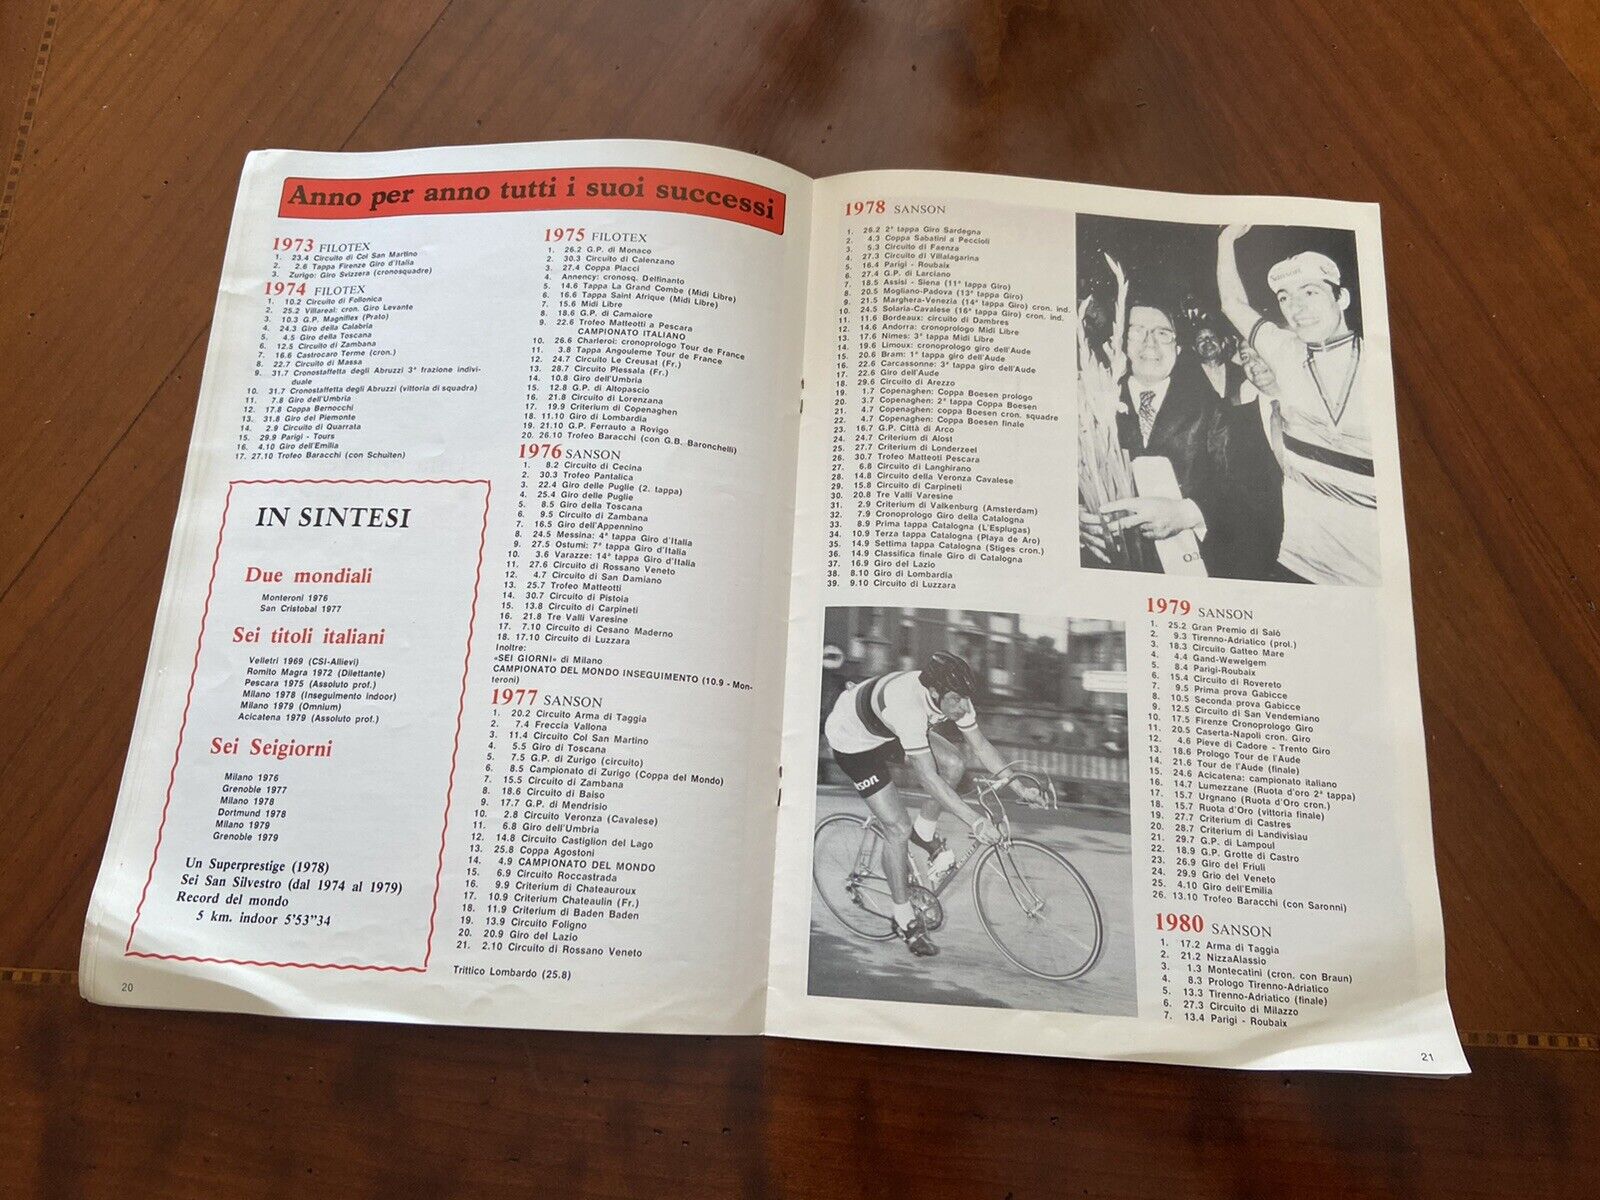 Anno per anno tutti i suoi successi
1973 FILOTEX
1. 23.4 Circuito di Col San Martino
2. 2.6 Tappa Firenze Giro d'Italia
3. Zurigo: Giro Svizzera (cronosquadre)
1974 FILOTEX
1. 10.2 Circuito di Follonica
2. 25.2 Villareal: cron. Giro Levante
3. 10.3 G.P. Magniflex (Prato)
4. 24.3 Giro della Calabria
5. 4.5 Giro della Toscana
6. 12.5 Circuito di Zambana
7. 16.6 Castrocaro Terme (cron.)
8. 22.7 Circuito di Massa
9. 31.7 Cronostaffetta degli Abruzzi 3ª frazione indivi-
duale
10. 31.7 Cronostaffetta degli Abruzzi (vittoria di squadra)
11. 7.8 Giro dell'Umbria
12. 17.8 Coppa Bernocchi
13. 31.8 Giro del Piemonte
14. 2.9 Circuito di Quarrata
15. 29.9 Parigi - Tours
16. 4.10 Giro dell'Emilia
17. 27.10 Trofeo Baracchi (con Schuiten)
IN SINTESI
Due mondiali
Monteroni 1976
San Cristobal 1977
Sei titoli italiani
Velletri 1969 (CSI-Allievi)
Romito Magra 1972 (Dilettante)
Pescara 1975 (Assoluto prof.)
Milano 1978 (Inseguimento indoor)
Milano 1979 (Omnium)
Acicatena 1979 (Assoluto prof.)
Sei Seigiorni
Milano 1976
Grenoble 1977
Milano 1978
Dortmund 1978
Milano 1979
Grenoble 1979
Un Superprestige (1978)
Sei San Silvestro (dal 1974 al 1979)
Record del mondo
5 km. indoor 5'53"34
20
1975 FILOTEX
1. 26.2 G.P. di Monaco
2. 30.3 Circuito di Calenzano
3. 27.4 Coppa Placci
4. Annency: cronosq. Delfinanto
5. 14.6 Tappa La Grand Combe (Midi Libre)
6. 16.6 Tappa Saint Afrique (Midi Libre)
7. 15.6 Midi Libre
8. 18.6 G.P. di Camaiore
9. 22.6 Trofeo Matteotti a Pescara
CAMPIONATO ITALIANO
10. 26.6 Charleroi: cronoprologo Tour de France
11. 3.8 Tappa Angouleme Tour de France
12. 24.7 Circuito Le Creusat (Fr.)
13. 28.7 Circuito Plessala (Fr.)
14. 10.8 Giro dell'Umbria
15. 12.8 G.P. di Altopascio
16. 21.8 Circuito di Lorenzana
17. 19.9 Criterium di Copenaghen
18. 11.10 Giro di Lombardia
19. 21.10 G.P. Ferrauto a Rovigo
20. 26.10 Trofeo Baracchi (con G.B. Baronchelli)
1976 SANSON
1. 8.2 Circuito di Cecina
2. 30.3 Trofeo Pantalica
3. 22.4 Giro delle Puglie (2. tappa)
4. 25.4 Giro delle Puglie
5. 8.5 Giro della Toscana
6. 9.5 Circuito di Zambana
7. 16.5 Giro dell'Appennino
8. 24.5 Messina: 4ª tappa Giro d'Italia
9. 27.5 Ostumi: 7ª tappa Giro d'Italia
10. 3.6 Varazze: 14ª tappa Giro d'Italia
11. 27.6 Circuito di Rossano Veneto
12. 4.7 Circuito di San Damiano
13. 25.7 Trofeo Matteotti
14. 30.7 Circuito di Pistoia
15. 13.8 Circuito di Carpineti
16. 21.8 Tre Valli Varesine
17. 7.10 Circuito di Cesano Maderno
18. 17.10 Circuito di Luzzara
Inoltre:
«SEI GIORNI» di Milano
CAMPIONATO DEL MONDO INSEGUIMENTO (10.9 - Mon-
teroni)
1977 SANSON
1. 20.2 Circuito Arma di Taggia
2. 7.4 Freccia Vallona
3. 11.4 Circuito Col San Martino
4. 5.5 Giro di Toscana
5. 7.5 G.P. di Zurigo (circuito)
6. 8.5 Campionato di Zurigo (Coppa del Mondo)
7. 15.5 Circuito di Zambana
8. 18.6 Circuito di Baiso
9. 17.7 G.P. di Mendrisio
10. 2.8 Circuito Veronza (Cavalese)
11. 6.8 Giro dell'Umbria
12. 14.8 Circuito Castiglion del Lago
13. 25.8 Coppa Agostoni
14. 4.9 CAMPIONATO DEL MONDO
15. 6.9 Circuito Roccastrada
16. 9.9 Criterium di Chateauroux
17. 10.9 Criterium Chateaulin (Fr.)
18. 11.9 Criterium di Baden Baden
19. 13.9 Circuito Foligno
20. 20.9 Giro del Lazio
21. 2.10 Circuito di Rossano Veneto
Trittico Lombardo (25.8)
1978 SANSON
1. 26.2 2ª tappa Giro Sardegna
2. 4.3 Coppa Sabatini a Peccioli
3. 5.3 Circuito di Faenza
4. 27.3 Circuito di Villalagarina
5. 16.4 Parigi - Roubaix
6. 27.4 G.P. di Larciano
7. 18.5 Assisi - Siena (11ª tappa Giro)
8. 20.5 Mogliano-Padova (13ª tappa Giro)
9. 21.5 Marghera-Venezia (14ª tappa Giro) cron. ind.
10. 24.5 Solaria-Cavalese (16ª tappa Giro) cron. ind.
11. 11.6 Bordeaux: circuito di Dambres
12. 14.6 Andorra: cronoprologo Midi Libre
13. 17.6 Nimes: 3ª tappa Midi Libre
14. 19.6 Limoux: cronoprologo giro dell'Aude
15. 20.6 Bram: 1ª tappa giro dell'Aude
16. 22.6 Carcassonne: 3ª tappa giro dell'Aude
17. 22.6 Giro dell'Aude
18. 29.6 Circuito di Arezzo
19. 1.7 Copenaghen: Coppa Boesen prologo
20. 3.7 Copenaghen: 2ª tappa Coppa Boesen
21. 4.7 Copenaghen: coppa Boesen cron. squadre
22. 4.7 Copenaghen: Coppa Boesen finale
23. 16.7 G.P. Città di Arco
24. 24.7 Criterium di Alost
25. 27.7 Criterium di Londerzeel
26. 30.7 Trofeo Matteoti Pescara
27. 6.8 Circuito di Langhirano
28. 14.8 Circuito della Veronza Cavalese
29. 15.8 Circuito di Carpineti
30. 20.8 Tre Valli Varesine
31. 2.9 Criterium di Valkenburg (Amsterdam)
32. 7.9 Cronoprologo Giro della Catalogna
33. 8.9 Prima tappa Catalogna (L'Esplugas)
34. 10.9 Terza tappa Catalogna (Playa de Aro)
35. 14.9 Settima tappa Catalogna (Stiges cron.)
36. 14.9 Classifica finale Giro di Catalogna
37. 16.9 Giro del Lazio
38. 8.10 Giro di Lombardia
39. 9.10 Circuito di Luzzara
Sanson
1979 SANSON
1. 25.2 Gran Premio di Salò
2. 9.3 Tirenno-Adriatico (prol.)
3. 18.3 Circuito Gatteo Mare
4. 4.4 Gand-Wewelgem
5. 8.4 Parigi-Roubaix
6. 15.4 Circuito di Rovereto
7. 9.5 Prima prova Gabicce
8. 10.5 Seconda prova Gabicce
9. 12.5 Circuito di San Vendemiano
10. 17.5 Firenze Cronoprologo Giro
11. 20.5 Caserta-Napoli cron. Giro
12. 4.6 Pieve di Cadore - Trento Giro
13. 18.6 Prologo Tour de l'Aude
14. 21.6 Tour de l'Aude (finale)
15. 24.6 Acicatena: campionato italiano
16. 14.7 Lumezzane (Ruota d'oro 2ª tappa)
17. 15.7 Urgnano (Ruota d'Oro cron.)
18. 15.7 Ruota d'Oro (vittoria finale)
19. 27.7 Criterium di Castres
20. 28.7 Criterium di Landivisiau
21. 29.7 G.P. di Lampoul
22. 18.9 G.P. Grotte di Castro
23. 26.9 Giro del Friuli
24. 29.9 Grio del Veneto
25. 4.10 Giro dell'Emilia
26. 13.10 Trofeo Baracchi (con Saronni)
1980 SANSON
1. 17.2 Arma di Taggia
2. 21.2 NizzaAlassio
3. 1.3 Montecatini (cron. con Braun)
4. 8.3 Prologo Tirenno-Adriatico
5. 13.3 Tirenno-Adriatico (finale)
6. 27.3 Circuito di Milazzo
7. 13.4 Parigi - Roubaix
21